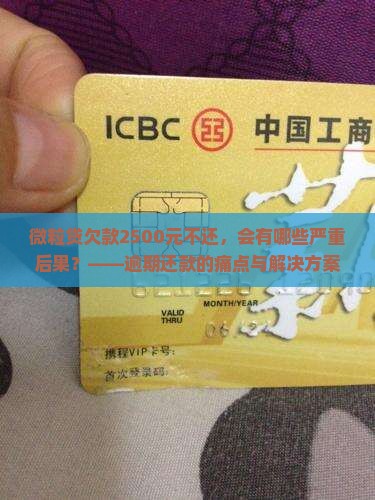 ICBC 中国工商
微粒贷欠款2500元不还，会有哪些严重
后果？——逾期还款的痛点与解决方案
MONTH/YEAR
VALID
THRU
携程VIP卡号:
首次登录码: